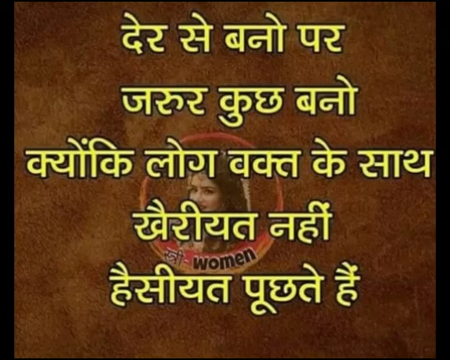 देर से बनो पर
जरुर कुछ बनो
क्योंकि लोग वक्त के साथ
खैरीयत नहीं
स्त्री- women
हैसीयत पूछते हैं